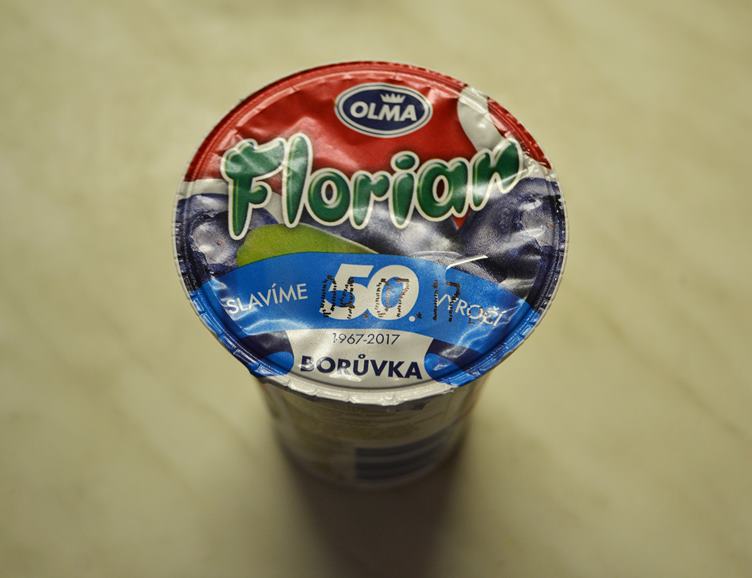 OLMA
Florian
SLAVÍME 50. VÝROČÍ
1967-2017
BORŮVKA